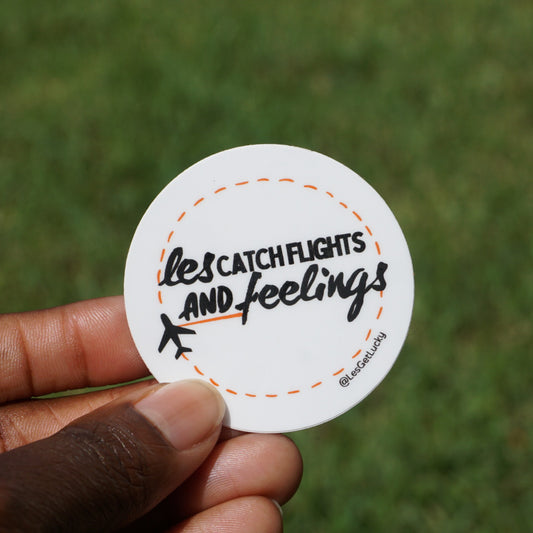 les CATCH FLIGHTS
AND feelings
@LesGetLucky